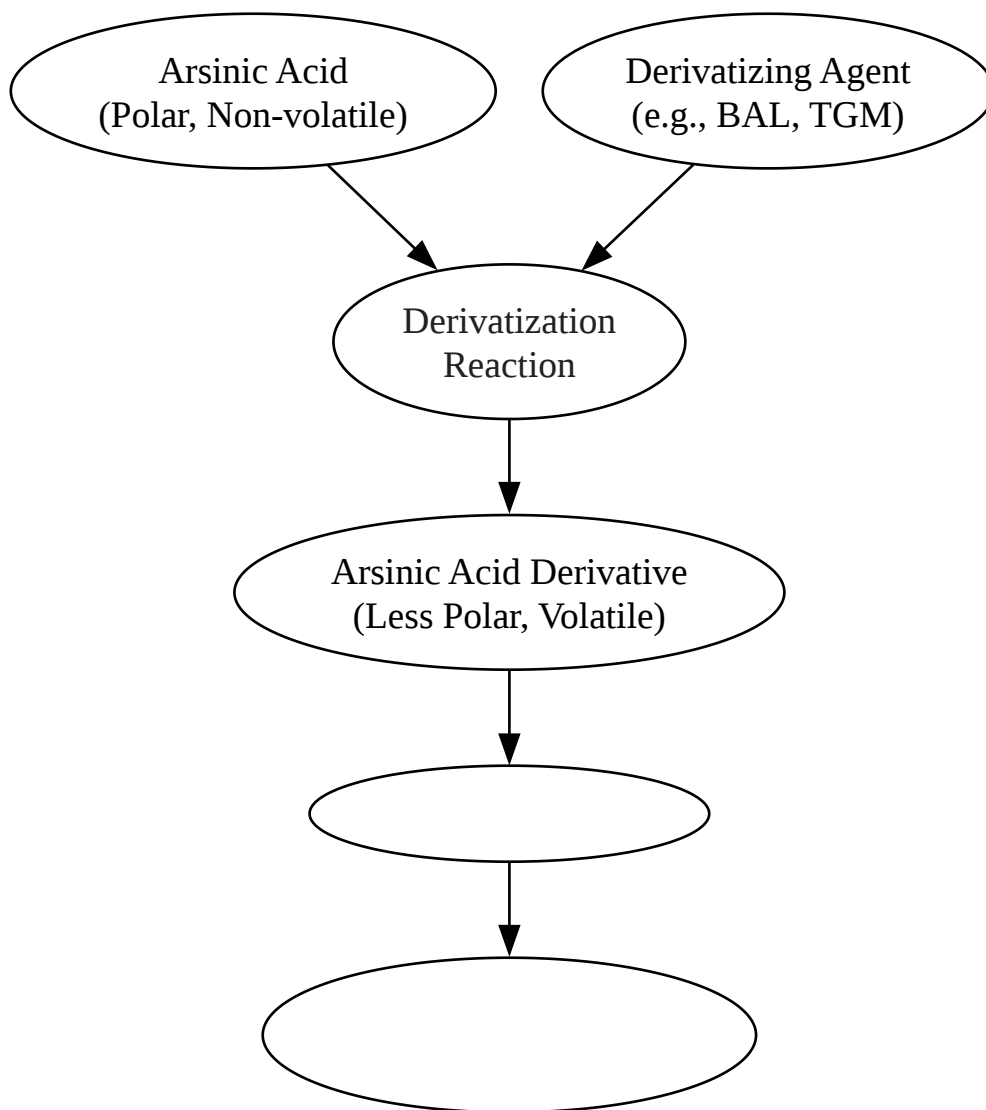 Arsinic Acid
(Polar, Non-volatile)
Derivatizing Agent
(e.g., BAL, TGM)
Derivatization
Reaction
Arsinic Acid Derivative
(Less Polar, Volatile)